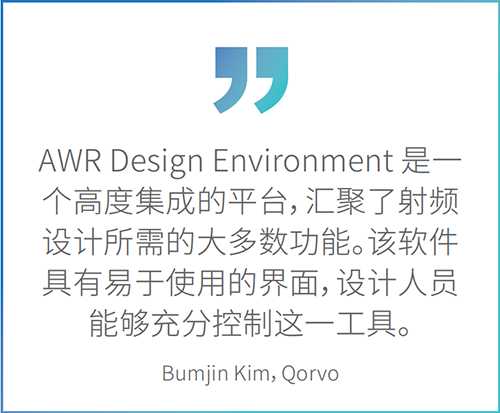 AWR Design Environment 是一
个高度集成的平台，汇聚了射频
设计所需的大多数功能。该软件
具有易于使用的界面，设计人员
能够充分控制这一工具。
Bumjin Kim，Qorvo